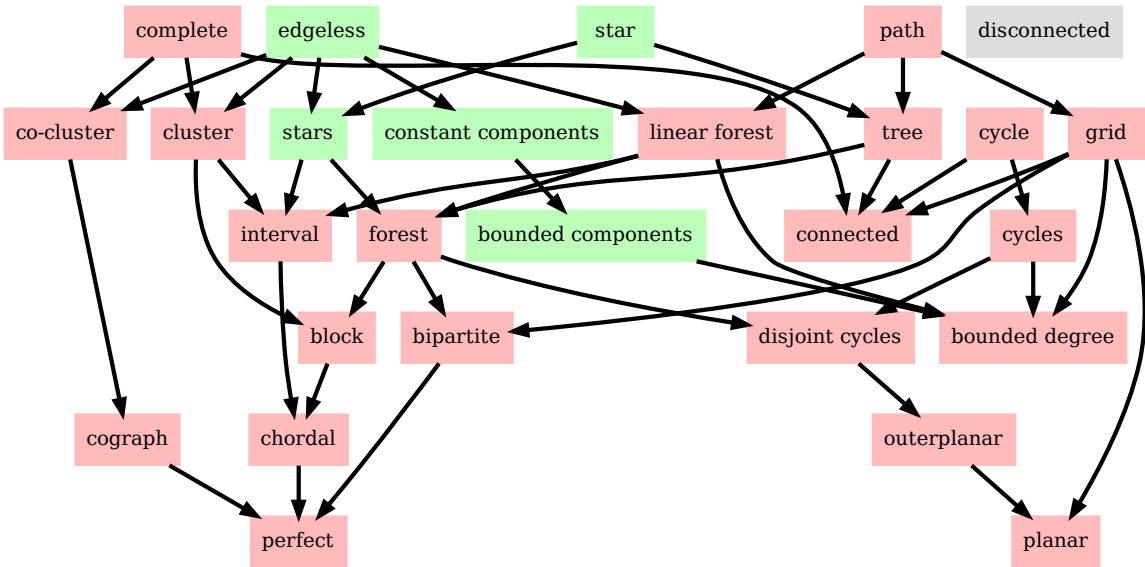 complete
edgeless
star
path
disconnected
co-cluster
cluster
stars
constant components
linear forest
tree
cycle
grid
interval
forest
bounded components
connected
cycles
block
bipartite
disjoint cycles
bounded degree
cograph
chordal
outerplanar
perfect
planar